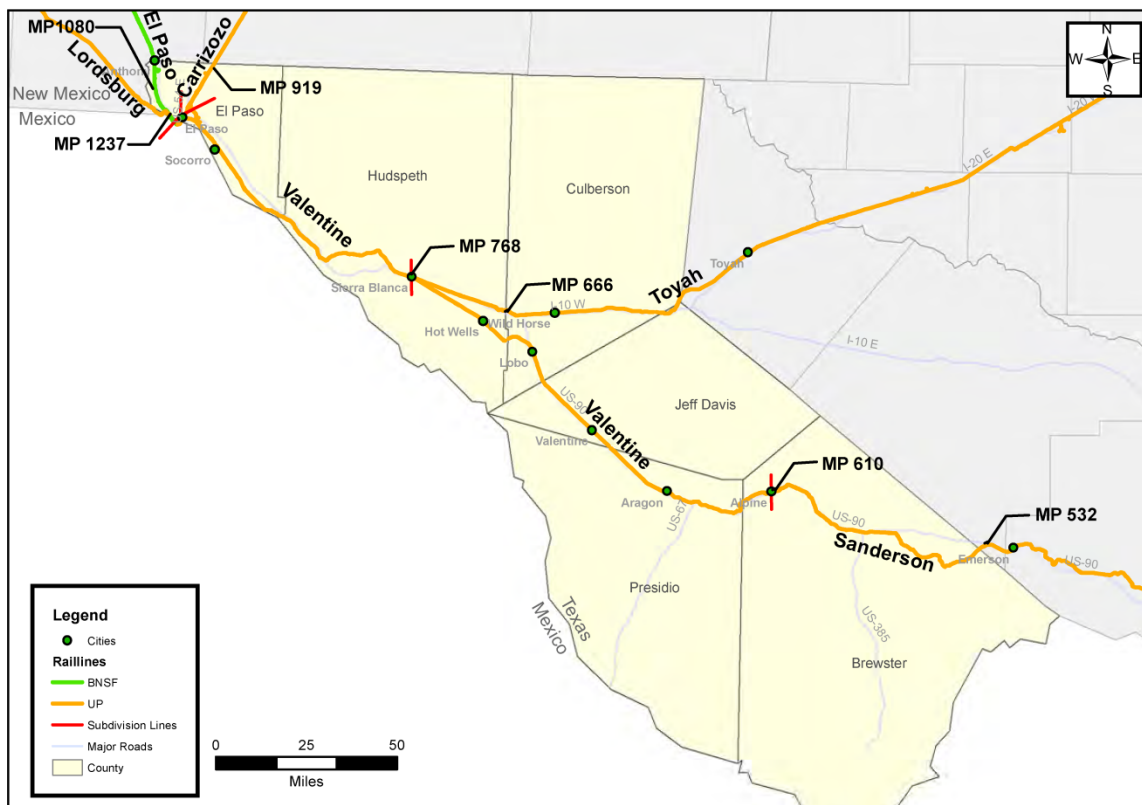 MP1080
El Paso
Carrizozo
Lordsburg
MP 919
N
W E
S
New Mexico
Mexico
El Paso
El Paso
MP 1237
Socorro
I-20 E
I-20 E
Hudspeth
Culberson
Valentine
MP 768
Toyah
Toyah
Sierra Blanca
MP 666
I-10 W
Hot Wells
Wild Horse
I-10 E
Lobo
US-90
Jeff Davis
Valentine
Valentine
MP 610
Aragon
Alpine
US-67
MP 532
US-90
Sanderson
Emerson
US-90
Presidio
Texas
Mexico
US-385
Brewster
Legend
Cities
Raillines
BNSF
UP
Subdivision Lines
Major Roads
County
0 25 50
Miles